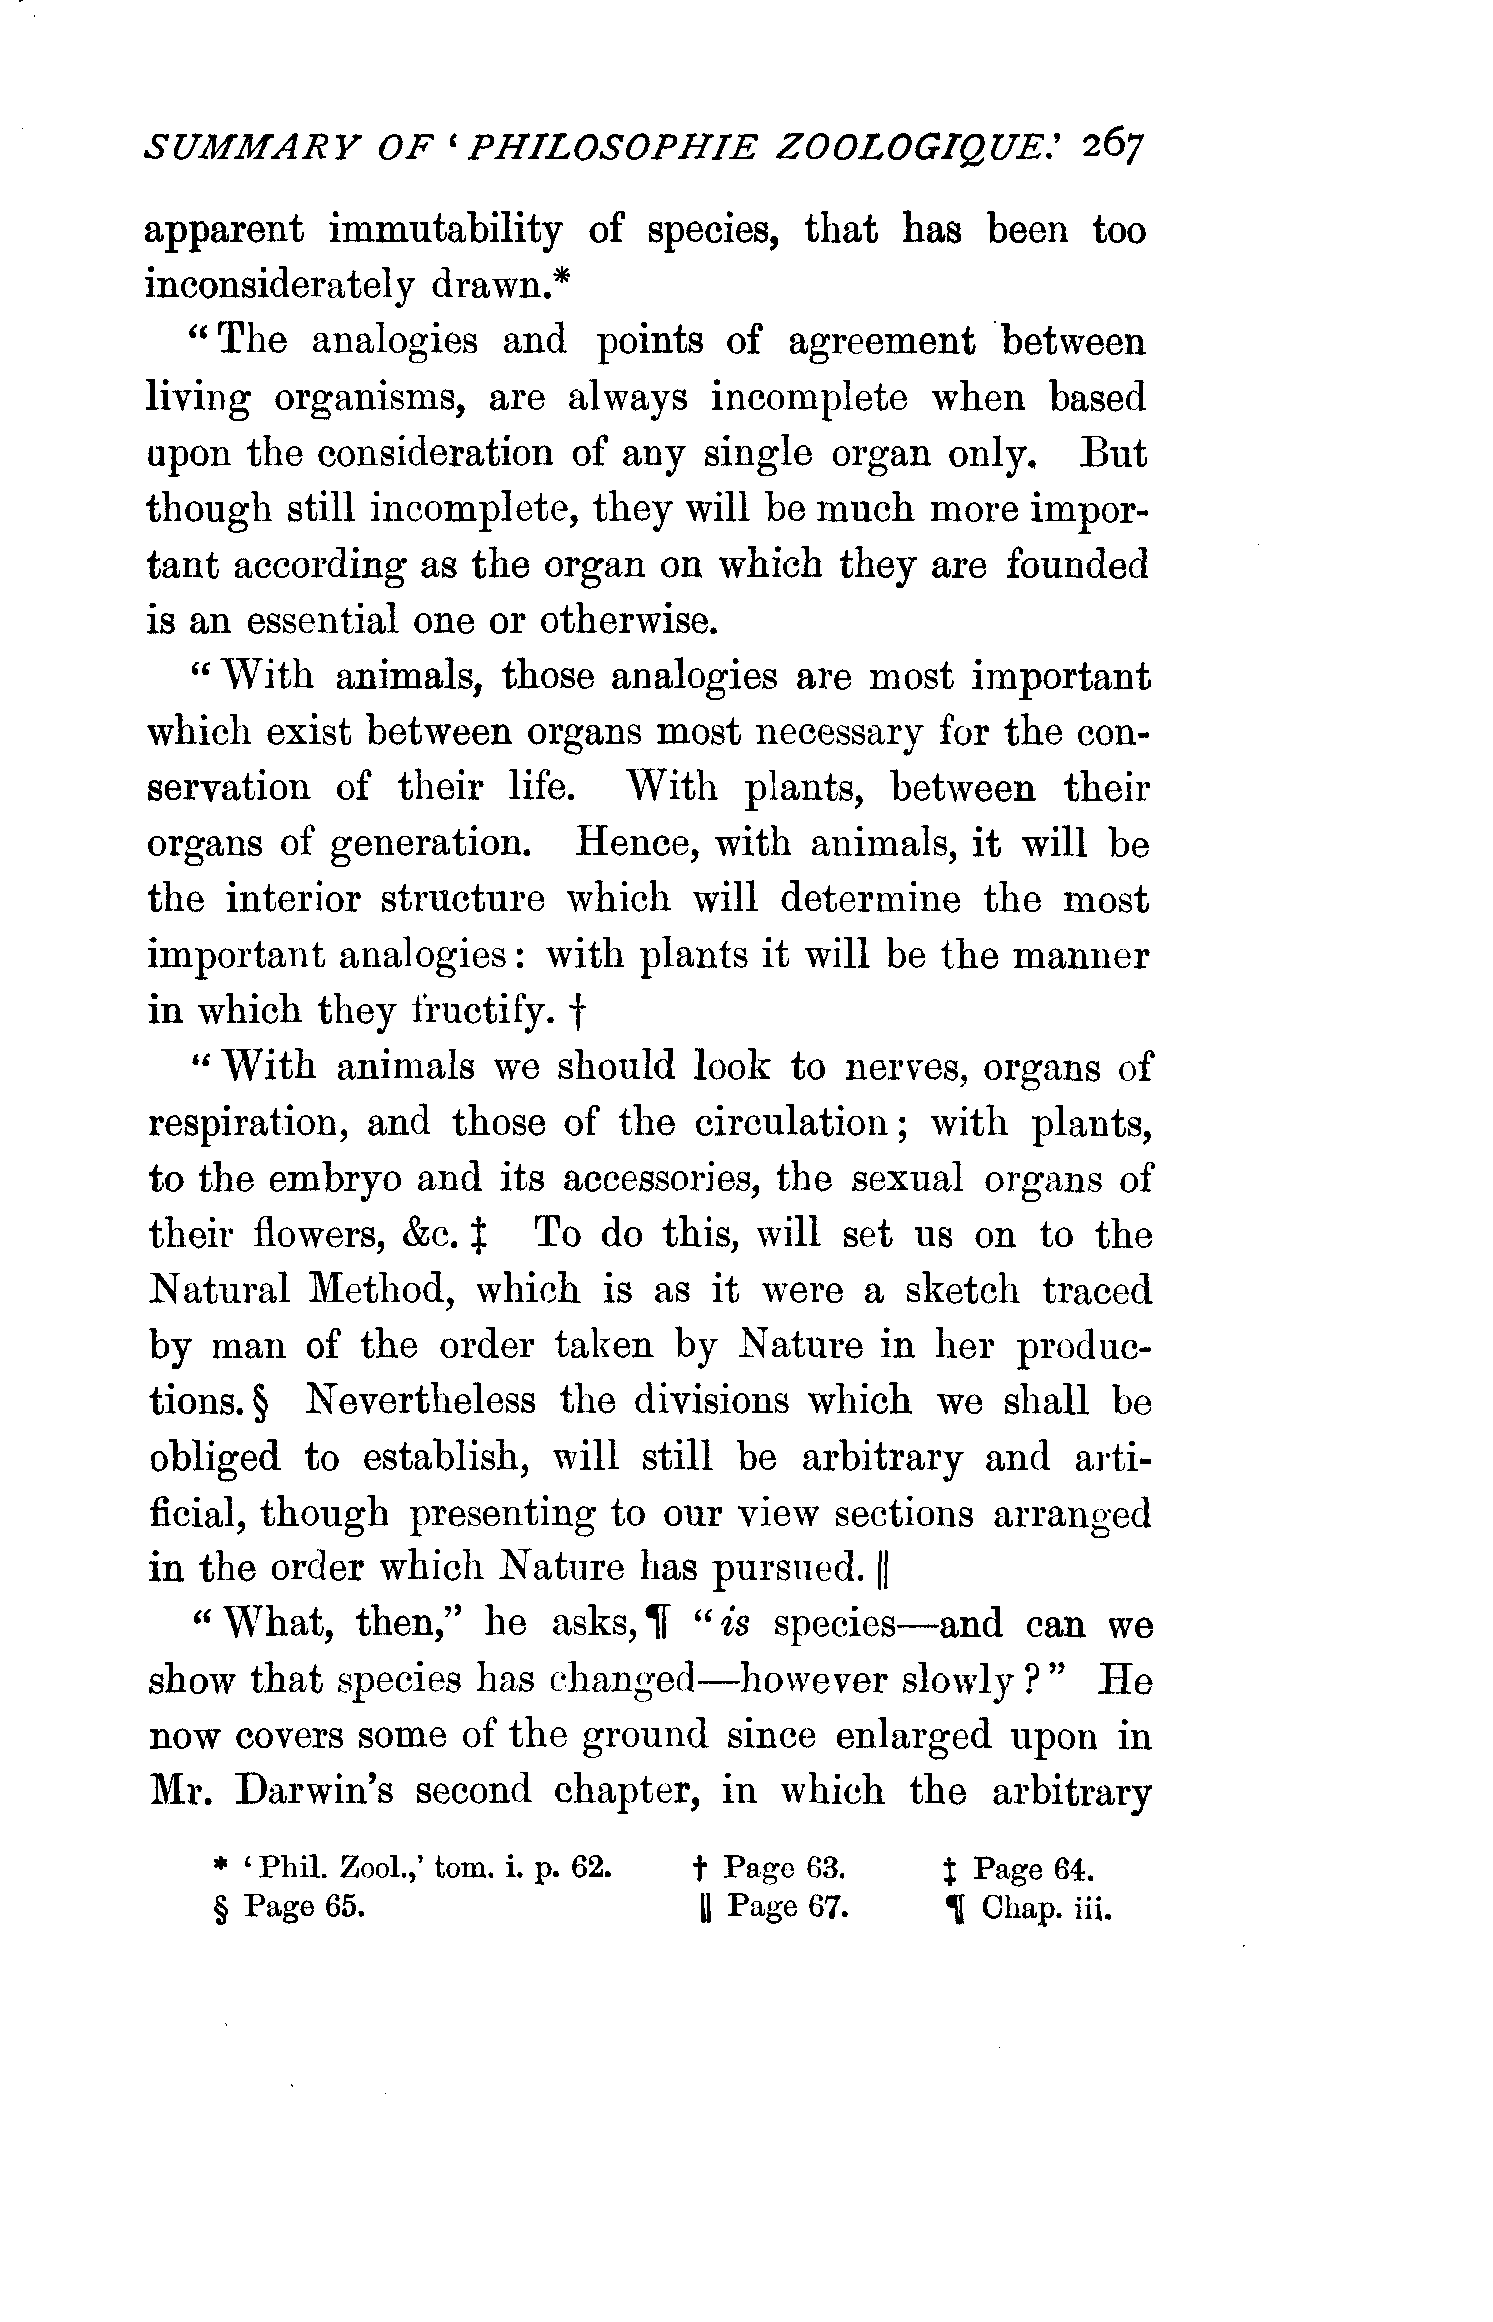 SUMMARY OF ‘PHILOSOPHIE ZOOLOGIQUE.’ 267
apparent immutability of species, that has been too
inconsiderately drawn.*
“The analogies and points of agreement between
living organisms, are always incomplete when based
upon the consideration of any single organ only. But
though still incomplete, they will be much more impor-
tant according as the organ on which they are founded
is an essential one or otherwise.
“With animals, those analogies are most important
which exist between organs most necessary for the con-
servation of their life. With plants, between their
organs of generation. Hence, with animals, it will be
the interior structure which will determine the most
important analogies: with plants it will be the manner
in which they fructify. †
“With animals we should look to nerves, organs of
respiration, and those of the circulation; with plants,
to the embryo and its accessories, the sexual organs of
their flowers, &c. ‡ To do this, will set us on to the
Natural Method, which is as it were a sketch traced
by man of the order taken by Nature in her produc-
tions. § Nevertheless the divisions which we shall be
obliged to establish, will still be arbitrary and arti-
ficial, though presenting to our view sections arranged
in the order which Nature has pursued. ||
“What, then,” he asks,¶ “is species—and can we
show that species has changed—however slowly?” He
now covers some of the ground since enlarged upon in
Mr. Darwin’s second chapter, in which the arbitrary
* ‘Phil. Zool.,’ tom. i. p. 62. † Page 63. ‡ Page 64.
§ Page 65. || Page 67. ¶ Chap. iii.